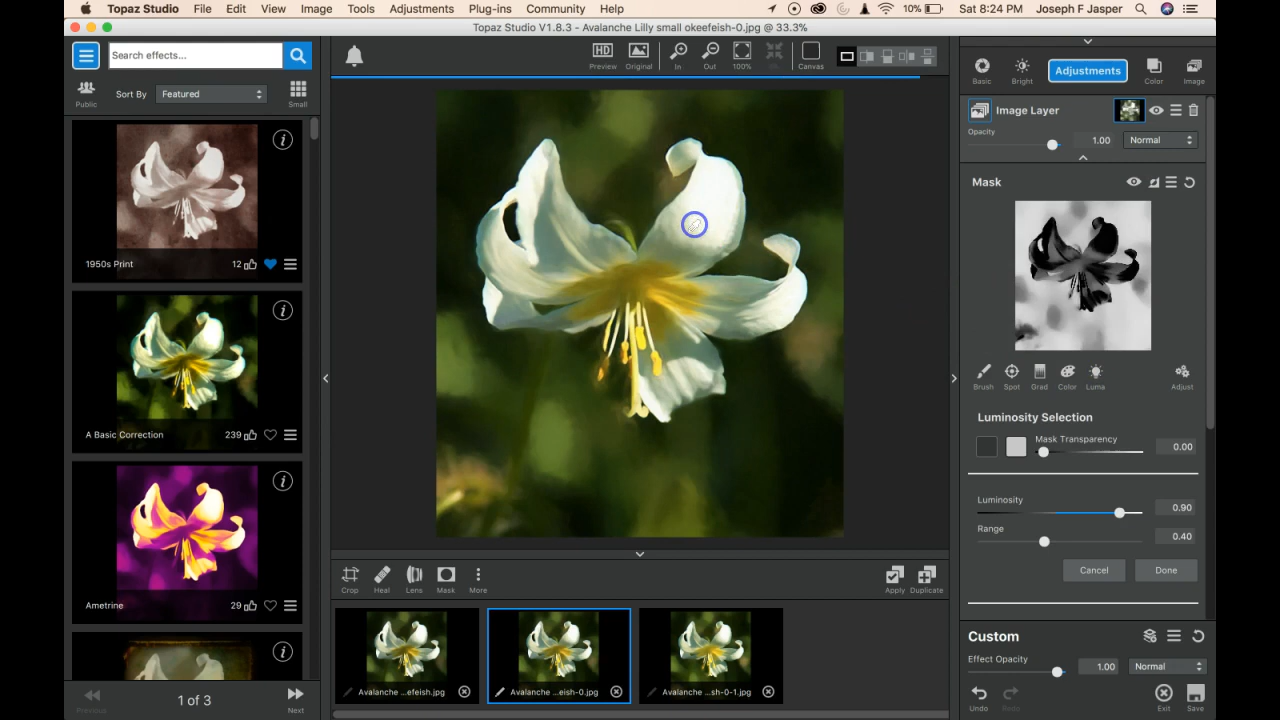 Topaz Studio File Edit View Image Tools Adjustments Plug-ins Community Help 10% Sat 8:24 PM Joseph F Jasper
Topaz Studio V1.8.3 - Avalanche Lilly small okeefeish-0.jpg @ 33.3%
Search effects...
Public Sort By Featured Small
1950s Print 12
A Basic Correction 239
Ametrine 29
Previous 1 of 3 Next
HD Preview Original In Out 100% Canvas
Crop Heal Lens Mask More Apply Duplicate
Avalanche ...efeish.jpg
Avalanche ...eish-0.jpg
Avalanche ...sh-0-1.jpg
Basic Bright Adjustments Color Image
Image Layer
Opacity 1.00 Normal
Mask
Brush Spot Grad Color Luma Adjust
Luminosity Selection
Mask Transparency 0.00
Luminosity 0.90
Range 0.40
Cancel Done
Custom
Effect Opacity 1.00 Normal
Undo Redo Exit Save